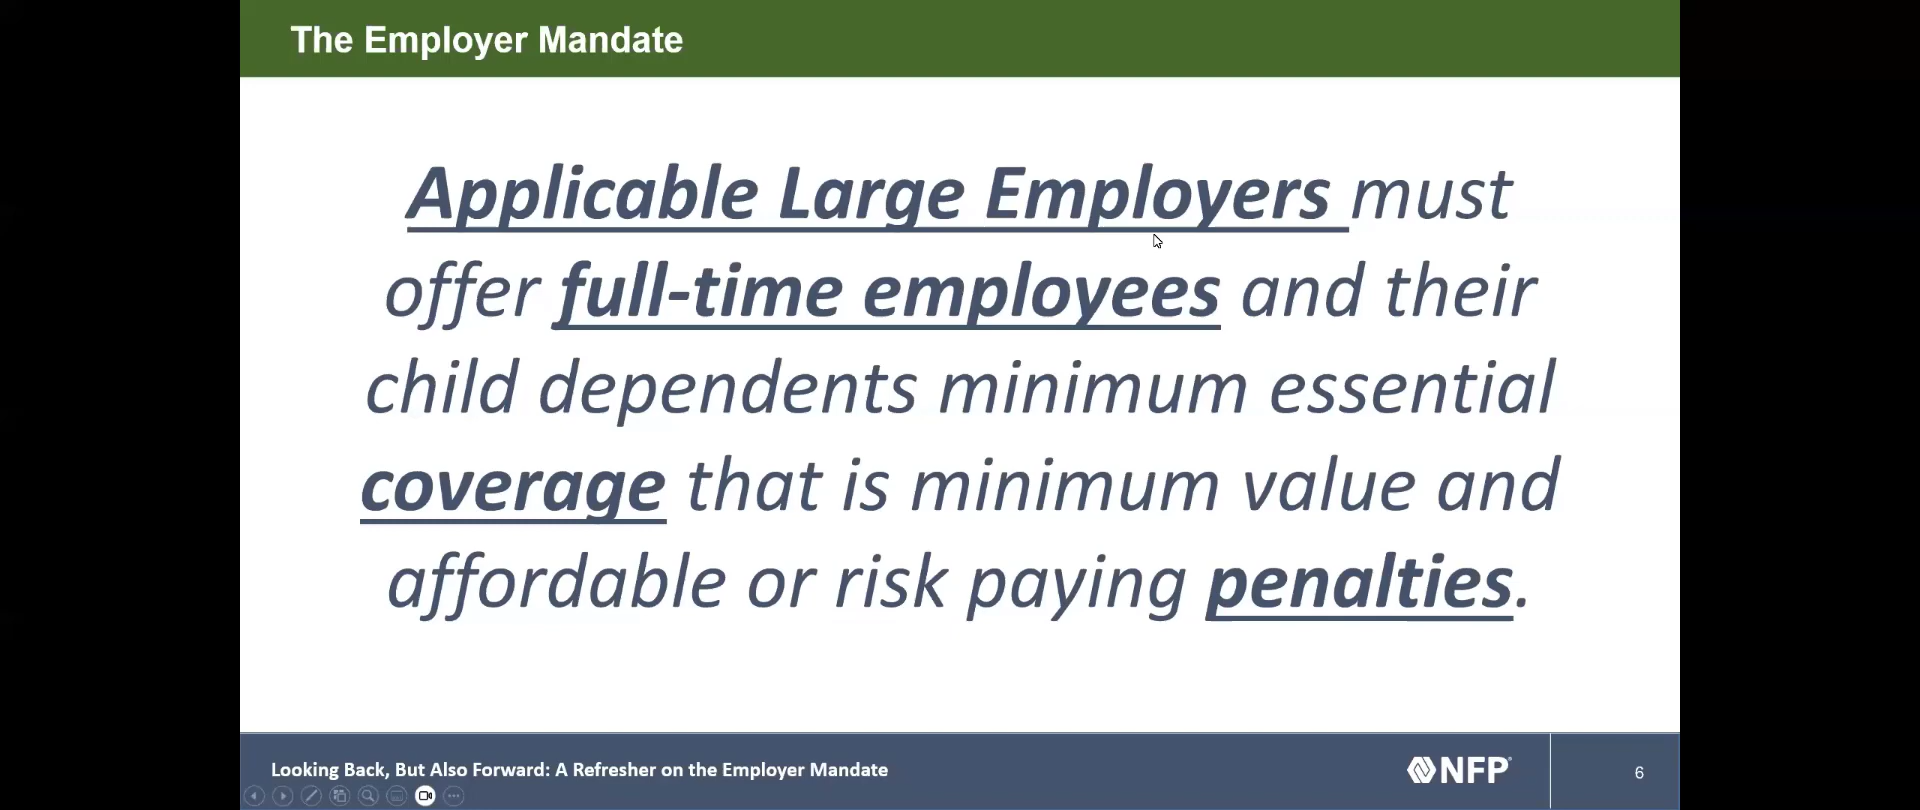 The Employer Mandate
Applicable Large Employers must
offer full-time employees and their
child dependents minimum essential
coverage that is minimum value and
affordable or risk paying penalties.
Looking Back, But Also Forward: A Refresher on the Employer Mandate
NFP
6